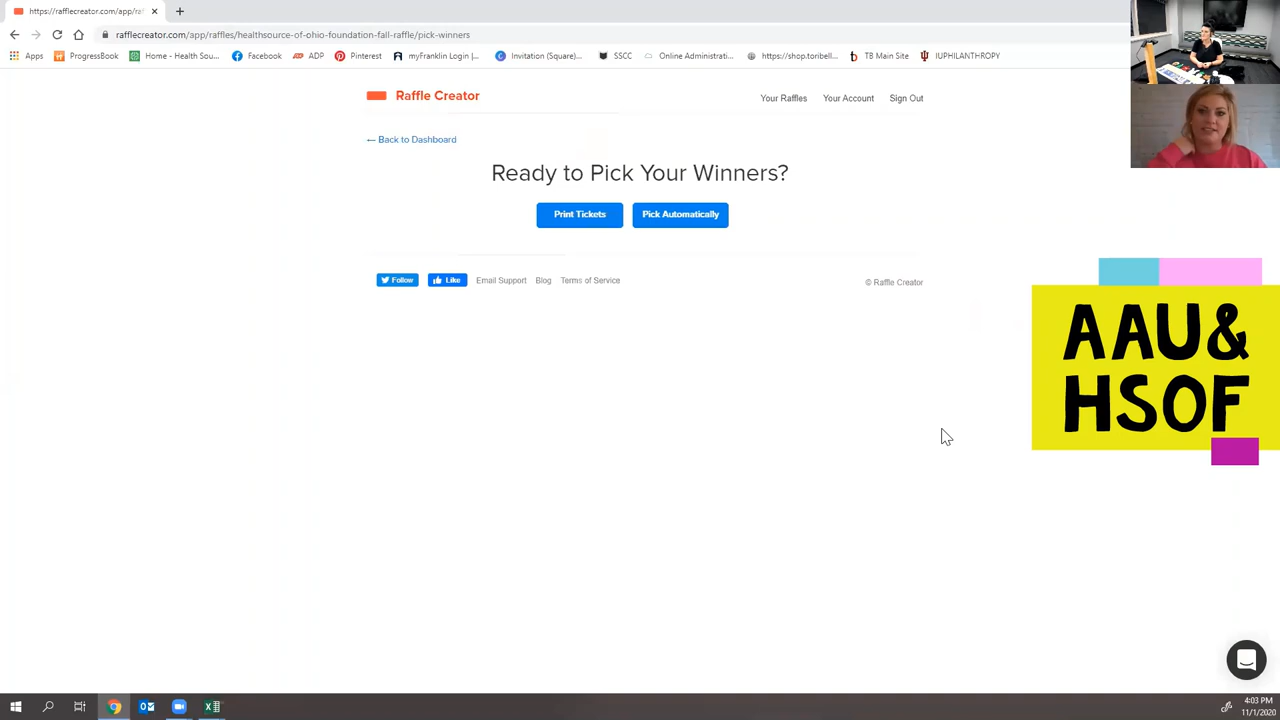 https://rafflecreator.com/app/raf
rafflecreator.com/app/raffles/healthsource-of-ohio-foundation-fall-raffle/pick-winners
Apps ProgressBook Home - Health Sou... Facebook ADP Pinterest myFranklin Login |... Invitation (Square)... SSCC Online Administrati... https://shop.toribell... TB Main Site IUPHILANTHROPY
Raffle Creator Your Raffles Your Account Sign Out
← Back to Dashboard
Ready to Pick Your Winners?
Print Tickets Pick Automatically
Follow Like Email Support Blog Terms of Service © Raffle Creator
AAU&
HSOF
4:03 PM
11/1/2020